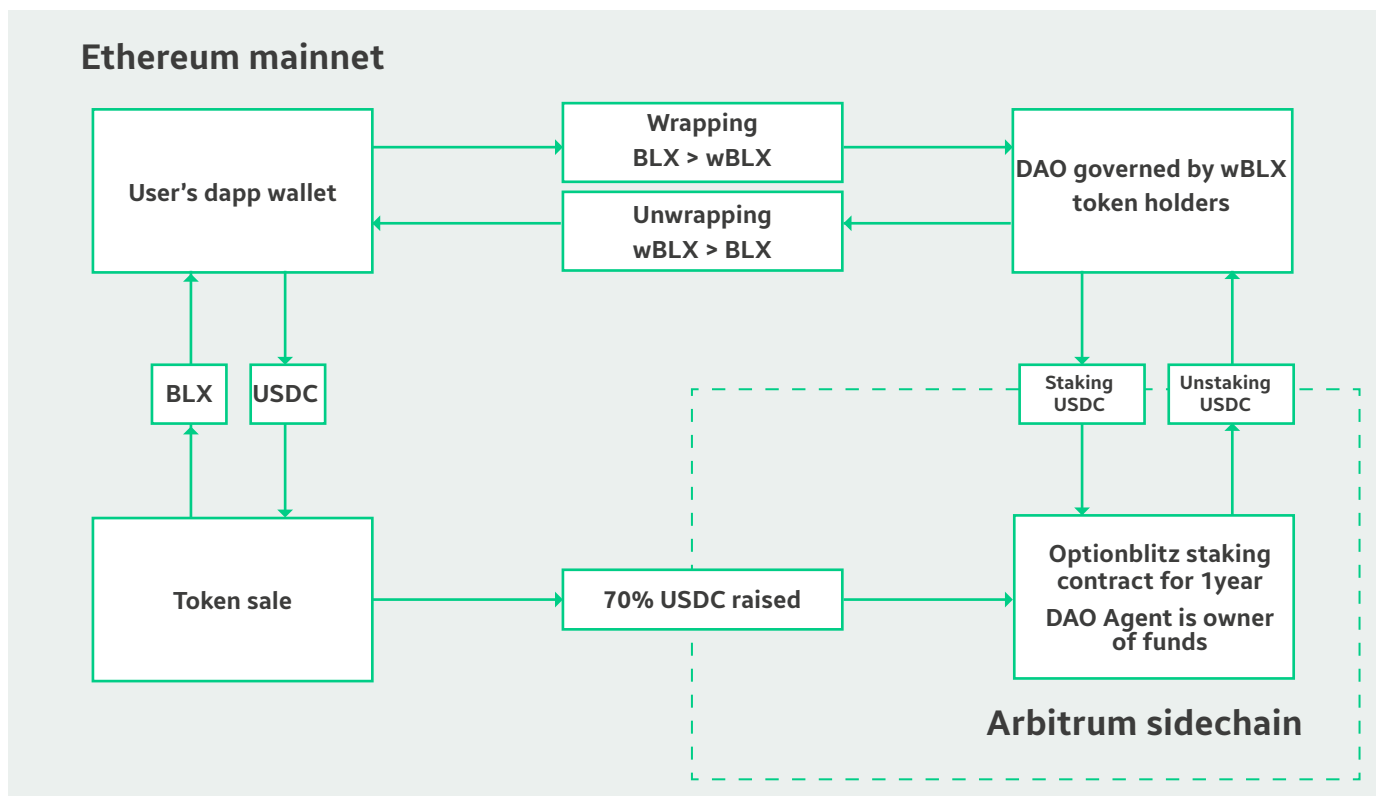 Ethereum mainnet
User’s dapp wallet
Wrapping
BLX > wBLX
Unwrapping
wBLX > BLX
DAO governed by wBLX
token holders
BLX
USDC
Staking
USDC
Unstaking
USDC
Token sale
70% USDC raised
Optionblitz staking
contract for 1year
DAO Agent is owner
of funds
Arbitrum sidechain